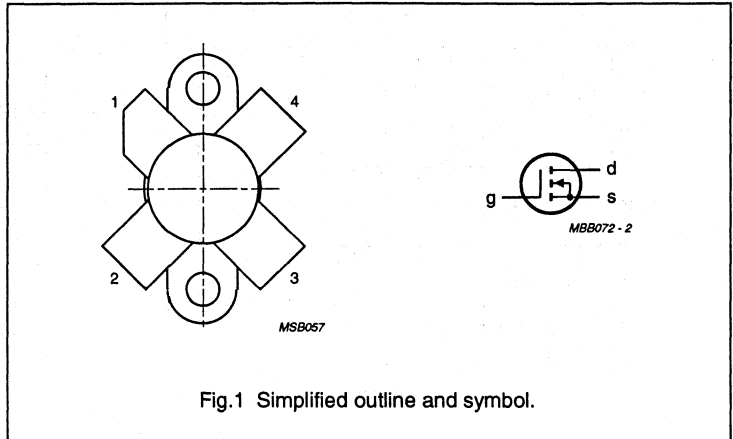 1
4
2
3
MSB057
g
d
s
MBB072 - 2
Fig.1 Simplified outline and symbol.